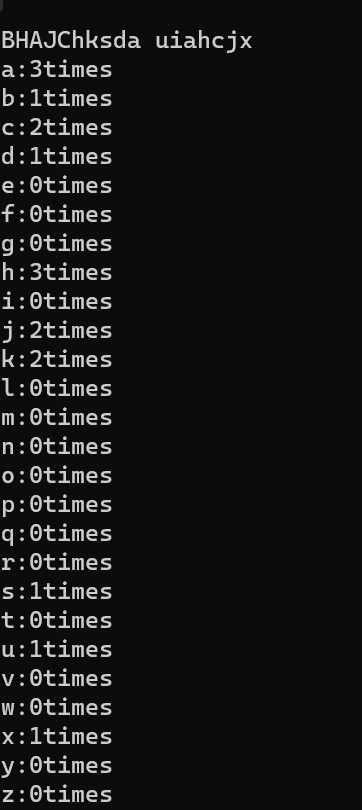 BHAJChksda uiahcjx
a:3times
b:1times
c:2times
d:1times
e:0times
f:0times
g:0times
h:3times
i:0times
j:2times
k:2times
l:0times
m:0times
n:0times
o:0times
p:0times
q:0times
r:0times
s:1times
t:0times
u:1times
v:0times
w:0times
x:1times
y:0times
z:0times